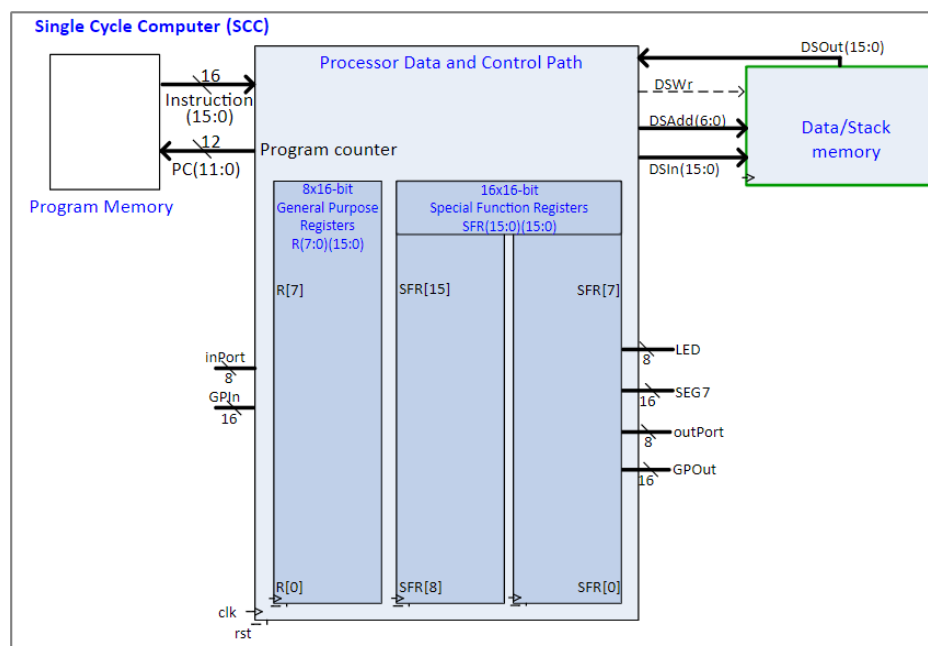 Single Cycle Computer (SCC)
16
Instruction
(15:0)
12
PC(11:0)
Program Memory
Processor Data and Control Path
Program counter
DSOut(15:0)
DSWr
DSAdd(6:0)
DSIn(15:0)
Data/Stack
memory
8x16-bit
General Purpose
Registers
R(7:0)(15:0)
16x16-bit
Special Function Registers
SFR(15:0)(15:0)
R[7]
SFR[15]
SFR[7]
inPort
8
GPIn
16
LED
8
SEG7
16
outPort
8
GPOut
16
R[0]
SFR[8]
SFR[0]
clk
rst